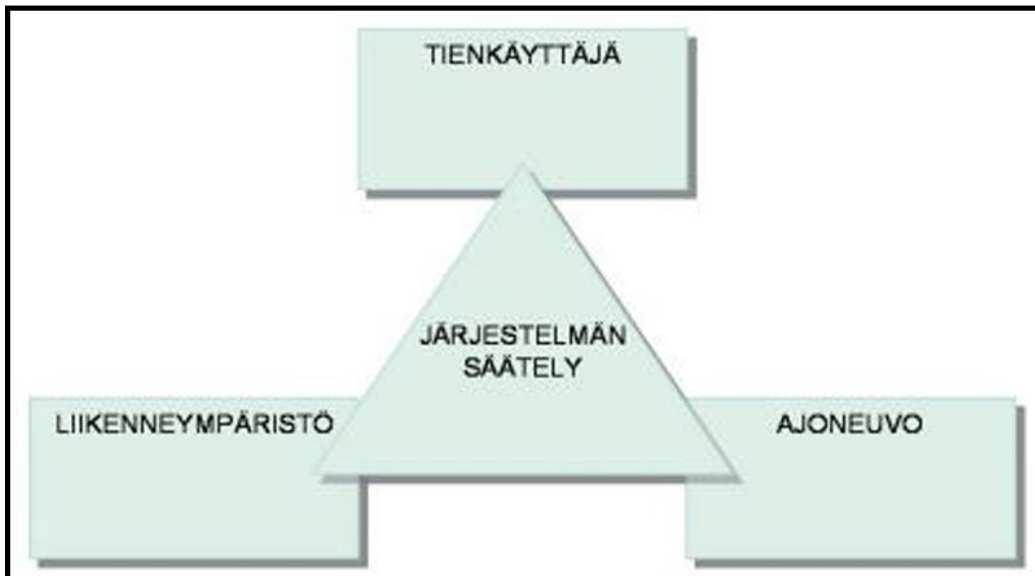 TIENKÄYTTÄJÄ
JÄRJESTELMÄN
SÄÄTELY
LIIKENNEYMPÄRISTÖ
AJONEUVO